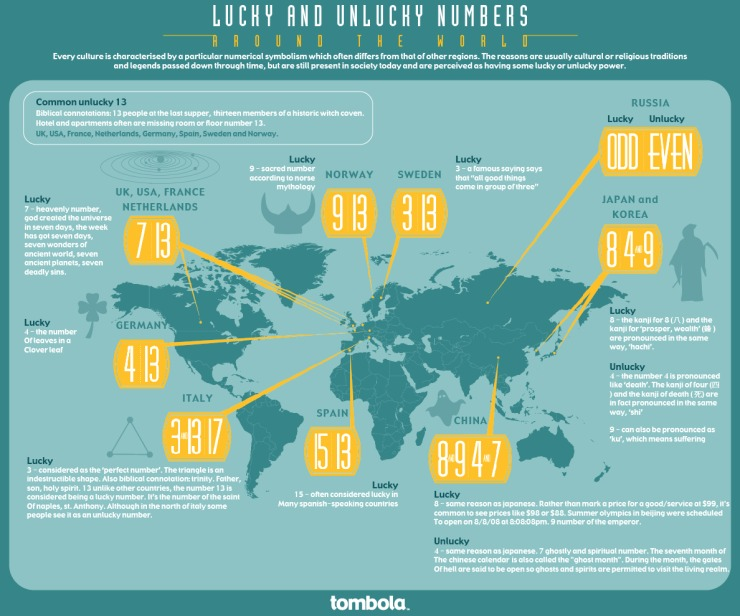 LUCKY AND UNLUCKY NUMBERS
AROUND THE WORLD
Every culture is characterised by a particular numerical symbolism which often differs from that of other regions. The reasons are usually cultural or religious traditions
and legends passed down through time, but are still present in society today and are perceived as having some lucky or unlucky power.
Common unlucky 13
Biblical connotations: 13 people at the last supper, thirteen members of a historic witch coven.
Hotel and apartments often are missing room or floor number 13.
UK, USA, France, Netherlands, Germany, Spain, Sweden and Norway.
RUSSIA
Lucky Unlucky
ODD EVEN
UK, USA, FRANCE
NETHERLANDS
7 13
Lucky
7 - heavenly number,
god created the universe
in seven days, the week
has got seven days,
seven wonders of
ancient world, seven
ancient planets, seven
deadly sins.
Lucky
9 - sacred number
according to norse
mythology
NORWAY
9 13
SWEDEN
3 13
Lucky
3 - a famous saying says
that "all good things
come in group of three"
JAPAN and
KOREA
8 4AND9
Lucky
8 - the kanji for 8 (八) and the
kanji for 'prosper, wealth' (発)
are pronounced in the same
way, 'hachi'.
Unlucky
4 - the number 4 is pronounced
like 'death'. The kanji of four (四
) and the kanji of death (死) are
in fact pronounced in the same
way, 'shi'
9 - can also be pronounced as
'ku', which means suffering
Lucky
4 - the number
Of leaves in a
Clover leaf
GERMANY
4 13
ITALY
3AND13 17
Lucky
3 - considered as the 'perfect number'. The triangle is an
indestructible shape. Also biblical connotation: trinity. Father,
son, holy spirit. 13 unlike other countries, the number 13 is
considered being a lucky number. It's the number of the saint
Of naples, st. Anthony. Although in the north of italy some
people see it as an unlucky number.
SPAIN
15 13
Lucky
15 - often considered lucky in
Many spanish-speaking countries
CHINA
8AND9 4AND7
Lucky
8 - same reason as japanese. Rather than mark a price for a good/service at $99, it's
common to see prices like $98 or $88. Summer olympics in beijing were scheduled
To open on 8/8/08 at 8:08:08pm. 9 number of the emperor.
Unlucky
4 - same reason as japanese. 7 ghostly and spiritual number. The seventh month of
The chinese calendar is also called the "ghost month". During the month, the gates
Of hell are said to be open so ghosts and spirits are permitted to visit the living realm.
tombola.